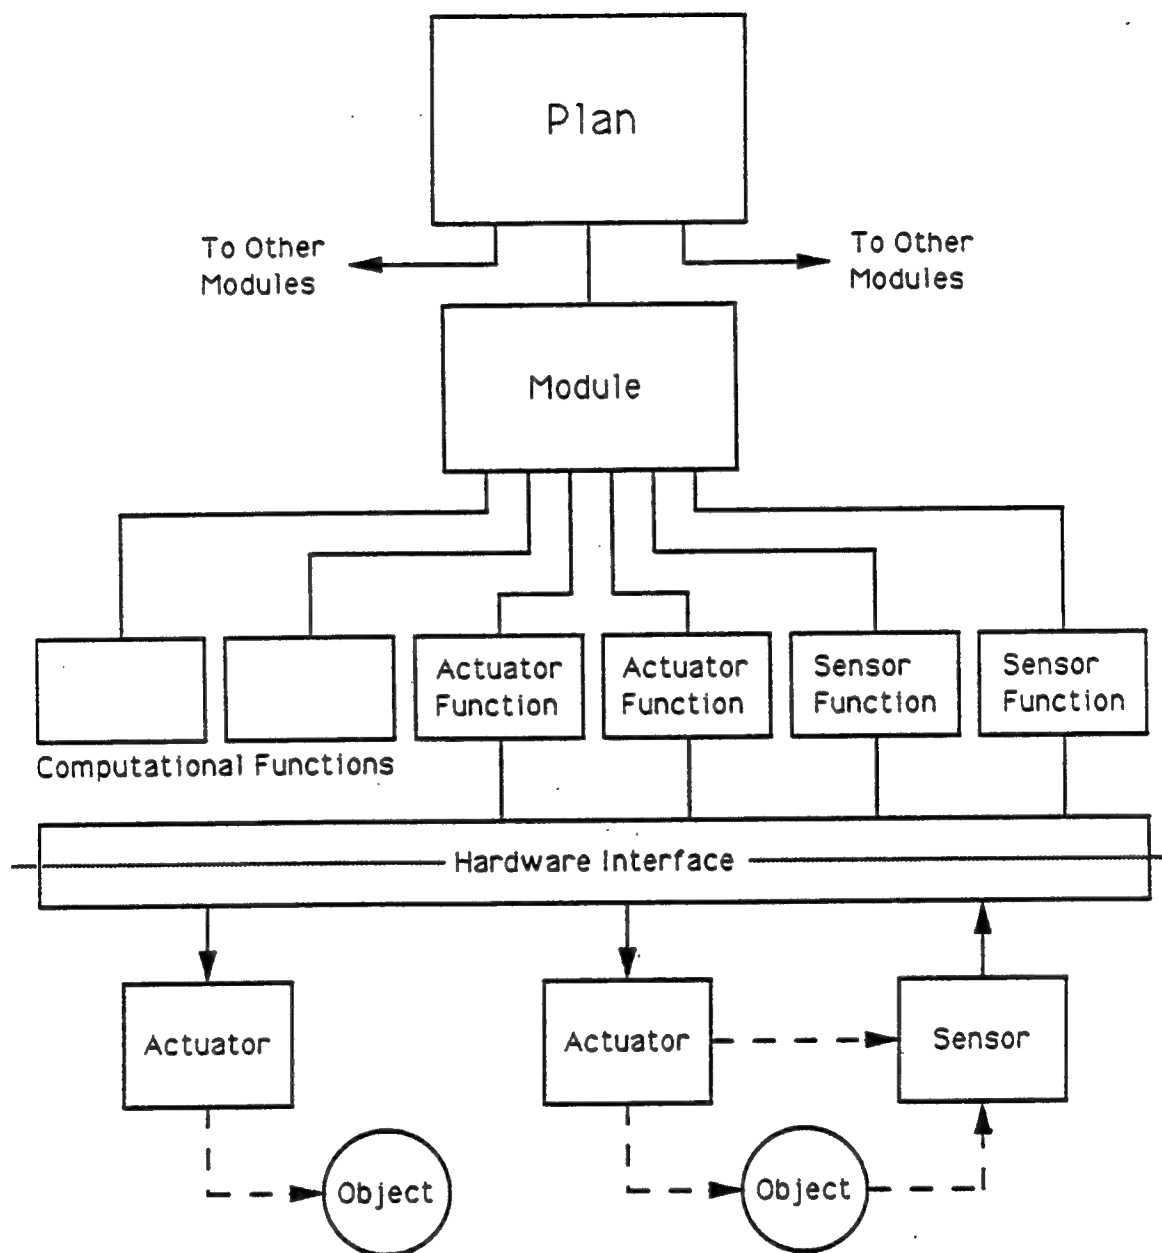 Plan
To Other
Modules
To Other
Modules
Module
Actuator
Function
Actuator
Function
Sensor
Function
Sensor
Function
Computational Functions
Hardware Interface
Actuator
Actuator
Sensor
Object
Object